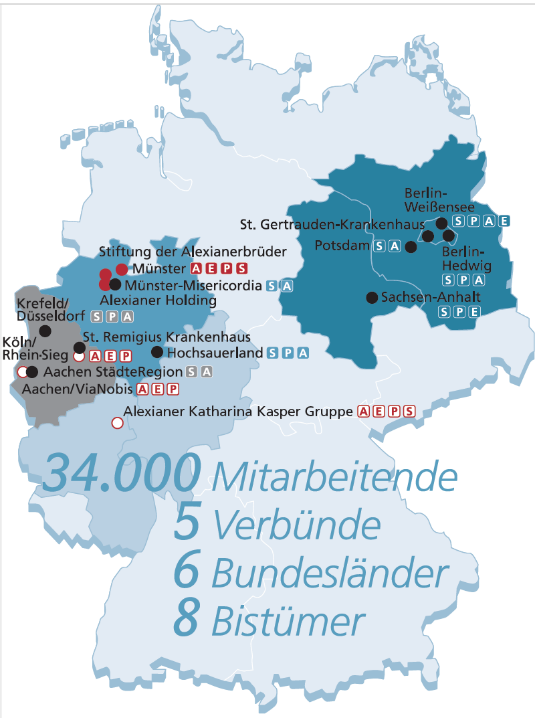 Berlin-
Weißensee S P A E
St. Gertrauden-Krankenhaus
Potsdam S A
Berlin-
Hedwig
S P A
Sachsen-Anhalt
S P E
Stiftung der Alexianerbrüder
Münster A E P S
Münster-Misericordia S A
Alexianer Holding
Krefeld/
Düsseldorf S P A
St. Remigius Krankenhaus
Köln/
Rhein-Sieg A E P
Hochsauerland S P A
Aachen StädteRegion S A
Aachen/ViaNobis A E P
Alexianer Katharina Kasper Gruppe A E P S
34.000 Mitarbeitende
5 Verbünde
6 Bundesländer
8 Bistümer